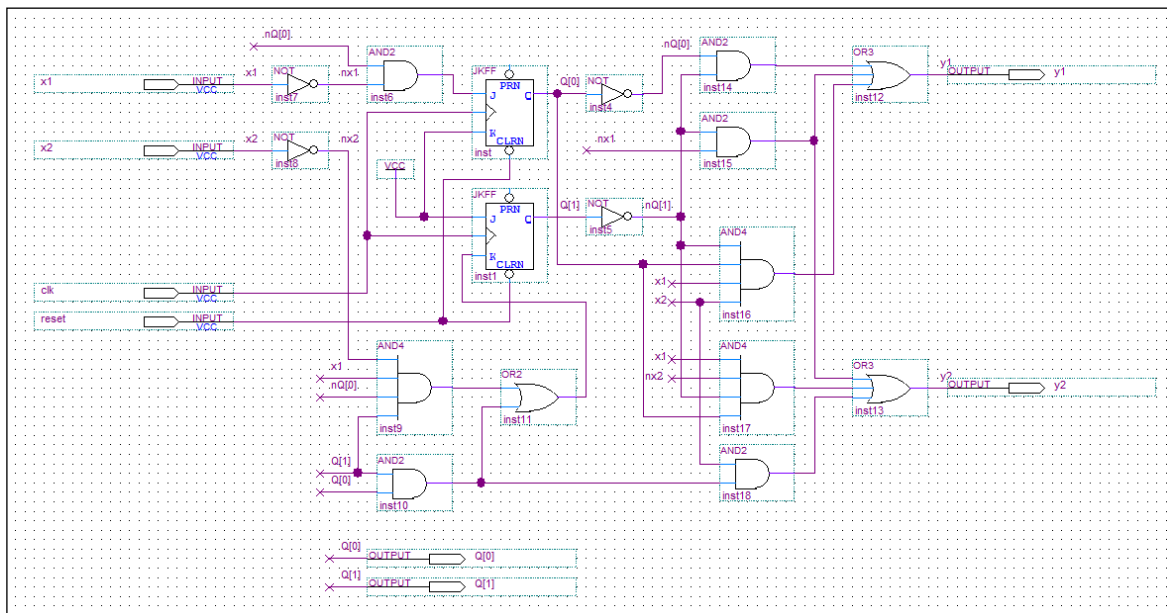 .nQ[0].
AND2
x1 INPUT VCC .x1 NOT .nx1 inst7
inst6
JKFF
PRN
J Q
K
CLRN
inst
Q[0] NOT inst4
.nQ[0]. AND2
inst14
OR3
inst12
y1 OUTPUT y1
x2 INPUT VCC .x2 NOT .nx2 inst8
.nx1.
AND2
inst15
VCC
JKFF
PRN
J Q
K
CLRN
inst1
Q[1] NOT inst5
.nQ[1].
AND4
.x1
.x2
inst16
clk INPUT VCC
reset INPUT VCC
AND4
.x1
.nQ[0].
inst9
OR2
inst11
AND4
.x1
nx2
inst17
OR3
inst13
y2 OUTPUT y2
.Q[1]
.Q[0]
AND2
inst10
AND2
inst18
.Q[0] OUTPUT Q[0]
.Q[1] OUTPUT Q[1]